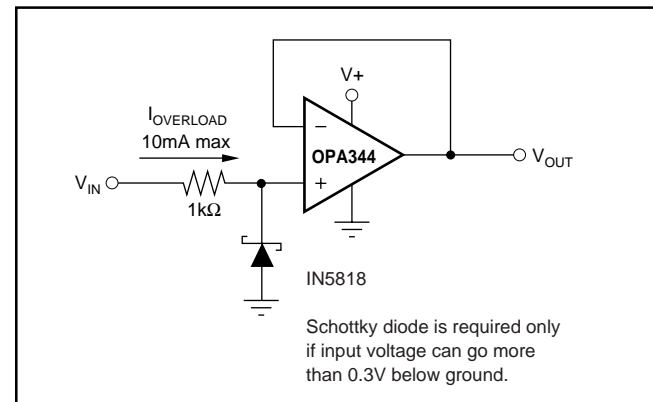 V+
I_OVERLOAD
10mA max
−
OPA344
V_OUT
V_IN
+
1kΩ
IN5818
Schottky diode is required only
if input voltage can go more
than 0.3V below ground.